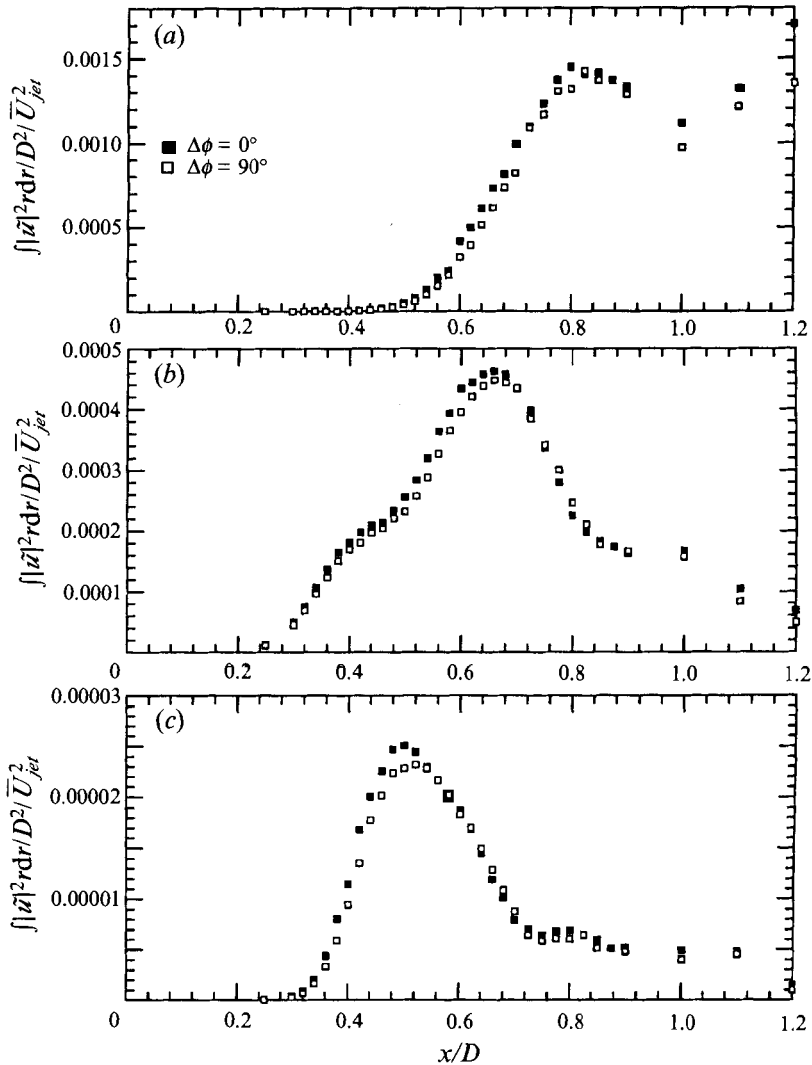 (a)
0.0015
0.0010
0.0005
∫|ũ|²rdr/D²/U̅²jet
■ Δϕ = 0°
□ Δϕ = 90°
0 0.2 0.4 0.6 0.8 1.0 1.2
(b)
0.0005
0.0004
0.0003
0.0002
0.0001
∫|ũ|²rdr/D²/U̅²jet
0 0.2 0.4 0.6 0.8 1.0 1.2
(c)
0.00003
0.00002
0.00001
∫|ũ|²rdr/D²/U̅²jet
0 0.2 0.4 0.6 0.8 1.0 1.2
x/D